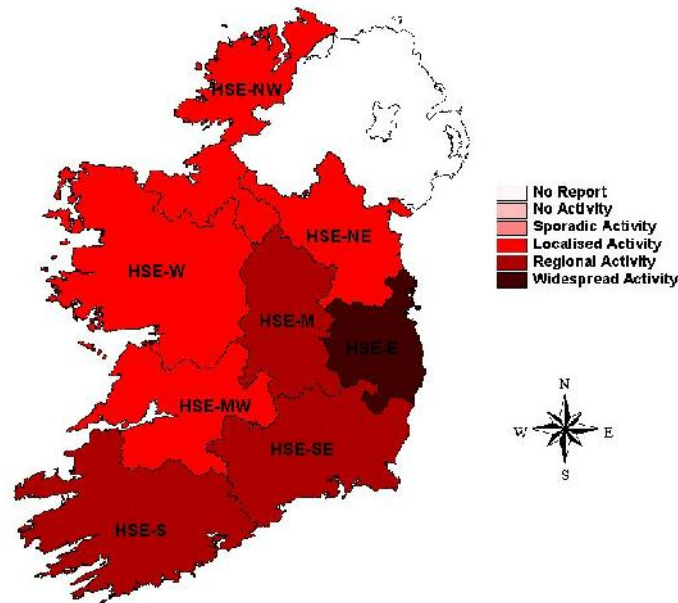 HSE-NW
No Report
No Activity
Sporadic Activity
HSE-NE
Localised Activity
HSE-W
Regional Activity
Widespread Activity
HSE-M
HSE-E
N
HSE-MW
W
E
HSE-SE
S
HSE-S